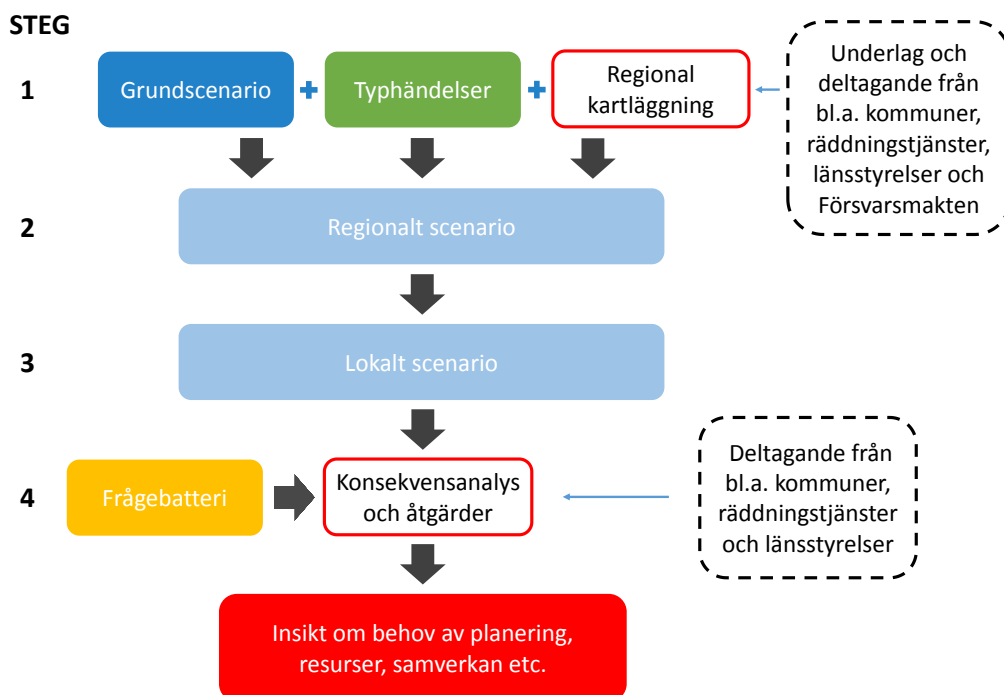 STEG
1
Grundscenario
Typhändelser
Regional
kartläggning
Underlag och
deltagande från
bl.a. kommuner,
räddningstjänster,
länsstyrelser och
Försvarsmakten
2
Regionalt scenario
3
Lokalt scenario
4
Frågebatteri
Konsekvensanalys
och åtgärder
Deltagande från
bl.a. kommuner,
räddningstjänster
och länsstyrelser
Insikt om behov av planering,
resurser, samverkan etc.